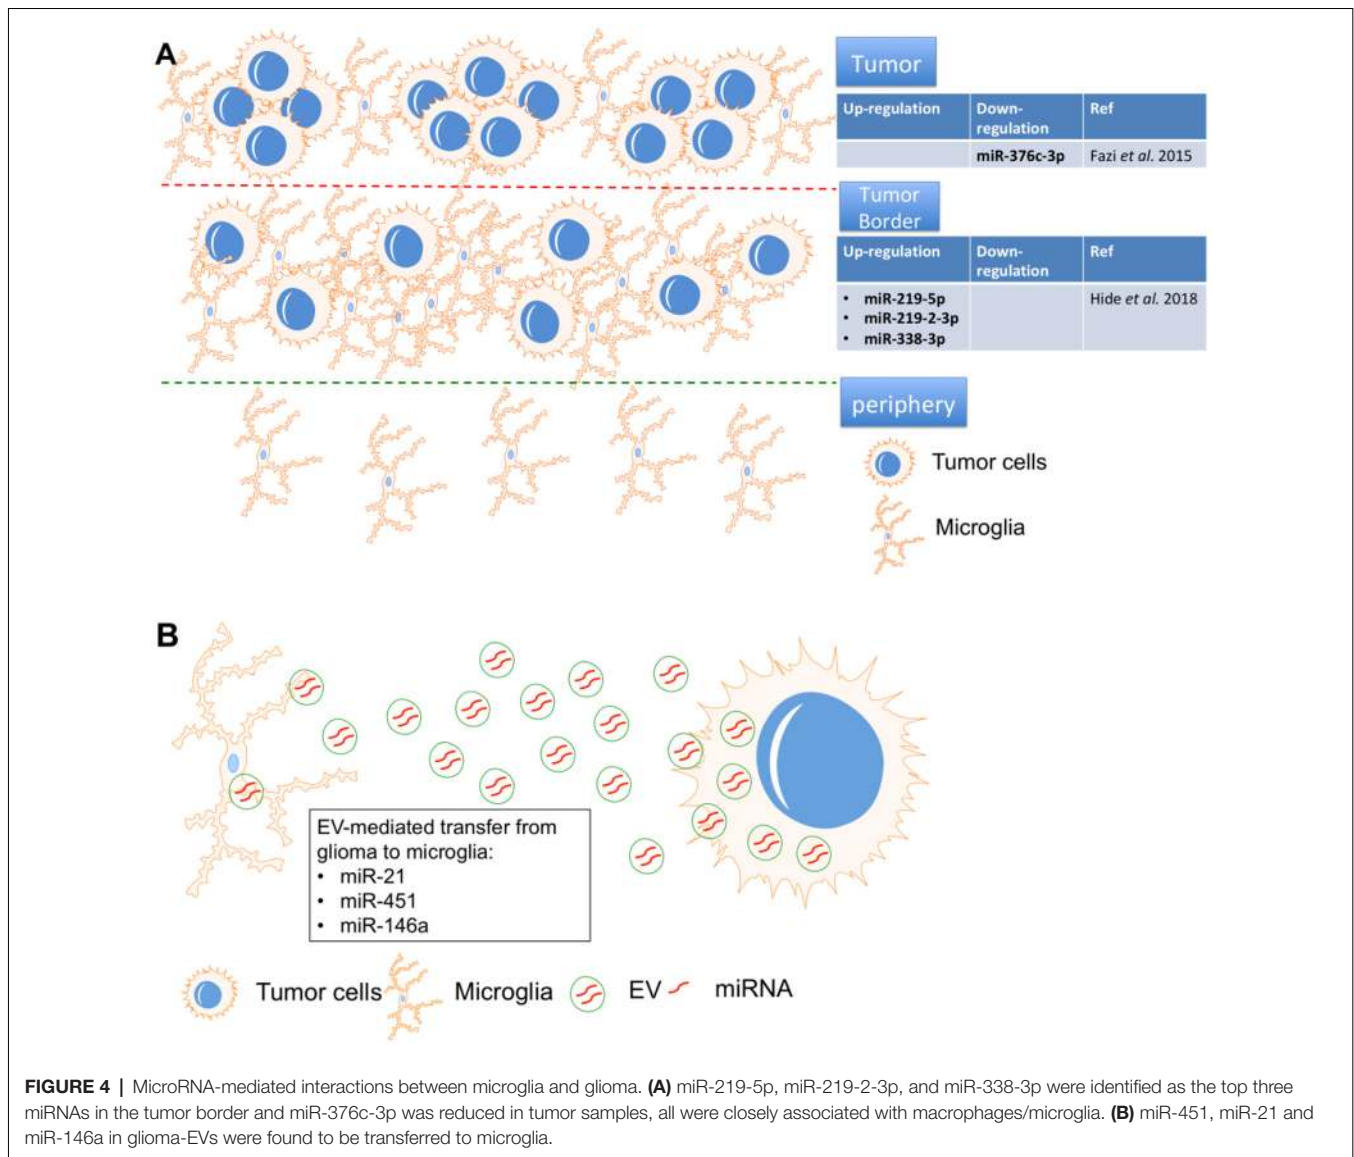 A
Tumor
Up-regulation Down-regulation Ref
miR-376c-3p Fazi et al. 2015
Tumor
Border
Up-regulation Down-regulation Ref
• miR-219-5p Hide et al. 2018
• miR-219-2-3p
• miR-338-3p
periphery
Tumor cells
Microglia
B
EV-mediated transfer from
glioma to microglia:
• miR-21
• miR-451
• miR-146a
Tumor cells Microglia EV miRNA
FIGURE 4 | MicroRNA-mediated interactions between microglia and glioma. (A) miR-219-5p, miR-219-2-3p, and miR-338-3p were identified as the top three
miRNAs in the tumor border and miR-376c-3p was reduced in tumor samples, all were closely associated with macrophages/microglia. (B) miR-451, miR-21 and
miR-146a in glioma-EVs were found to be transferred to microglia.